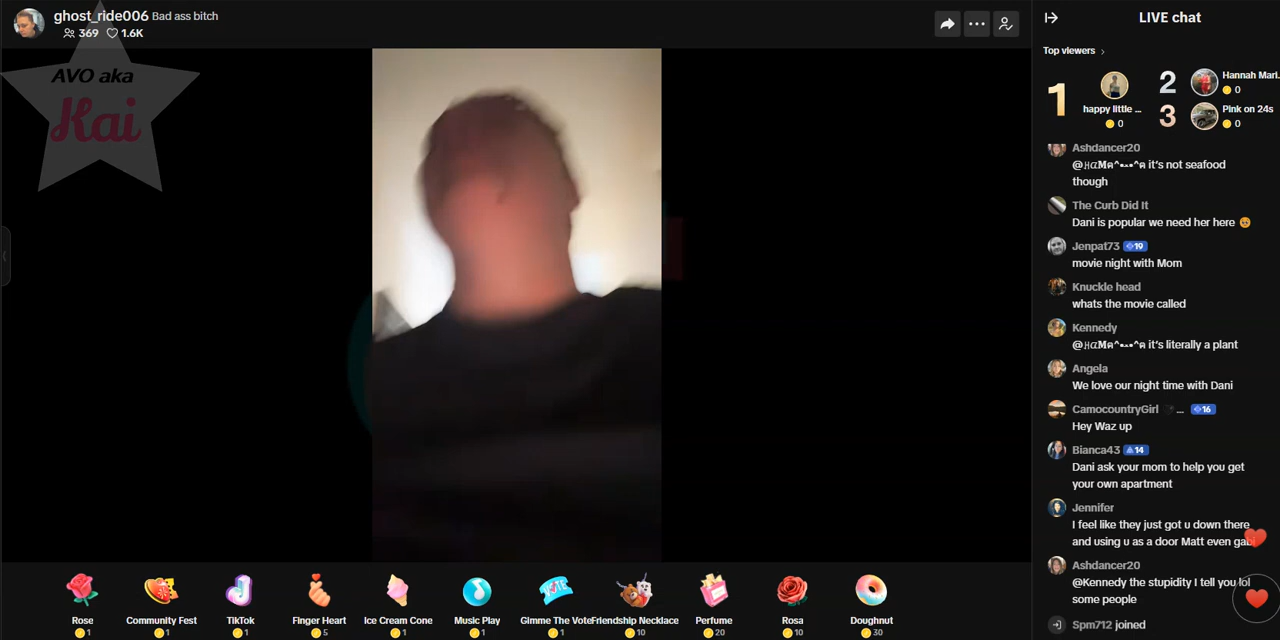 ghost_ride006 Bad ass bitch
369 1.6K
AVO aka
Kai
LIVE chat
Top viewers
1
happy little ...
0
2
Hannah Mari.
0
3
Pink on 24s
0
Ashdancer20
it's not seafood
though
The Curb Did It
Dani is popular we need her here
Jenpat73 19
movie night with Mom
Knuckle head
whats the movie called
Kennedy
it's literally a plant
Angela
We love our night time with Dani
CamocountryGirl ... 16
Hey Waz up
Bianca43 14
Dani ask your mom to help you get
your own apartment
Jennifer
I feel like they just got u down there
and using u as a door Matt even
Ashdancer20
@Kennedy the stupidity I tell you lol
some people
Spm712 joined
VOTE
Rose Community Fest TikTok Finger Heart Ice Cream Cone Music Play Gimme The Vote Friendship Necklace Perfume Rosa Doughnut
1 1 1 5 1 1 1 10 20 10 30